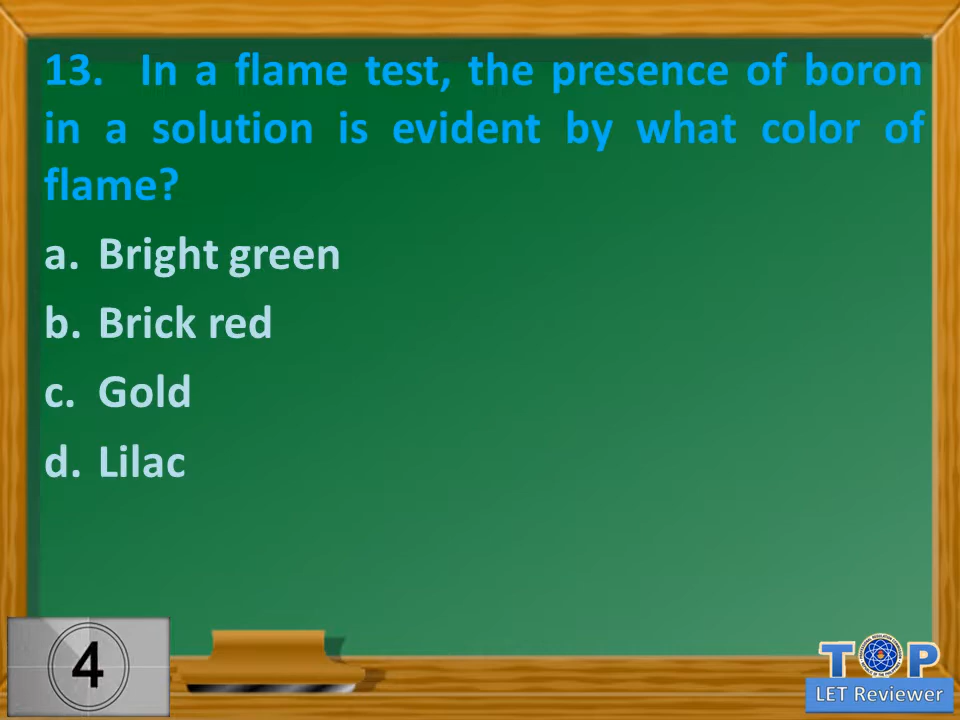 13. In a flame test, the presence of boron
in a solution is evident by what color of
flame?
a. Bright green
b. Brick red
c. Gold
d. Lilac
4
TOP
LET Reviewer